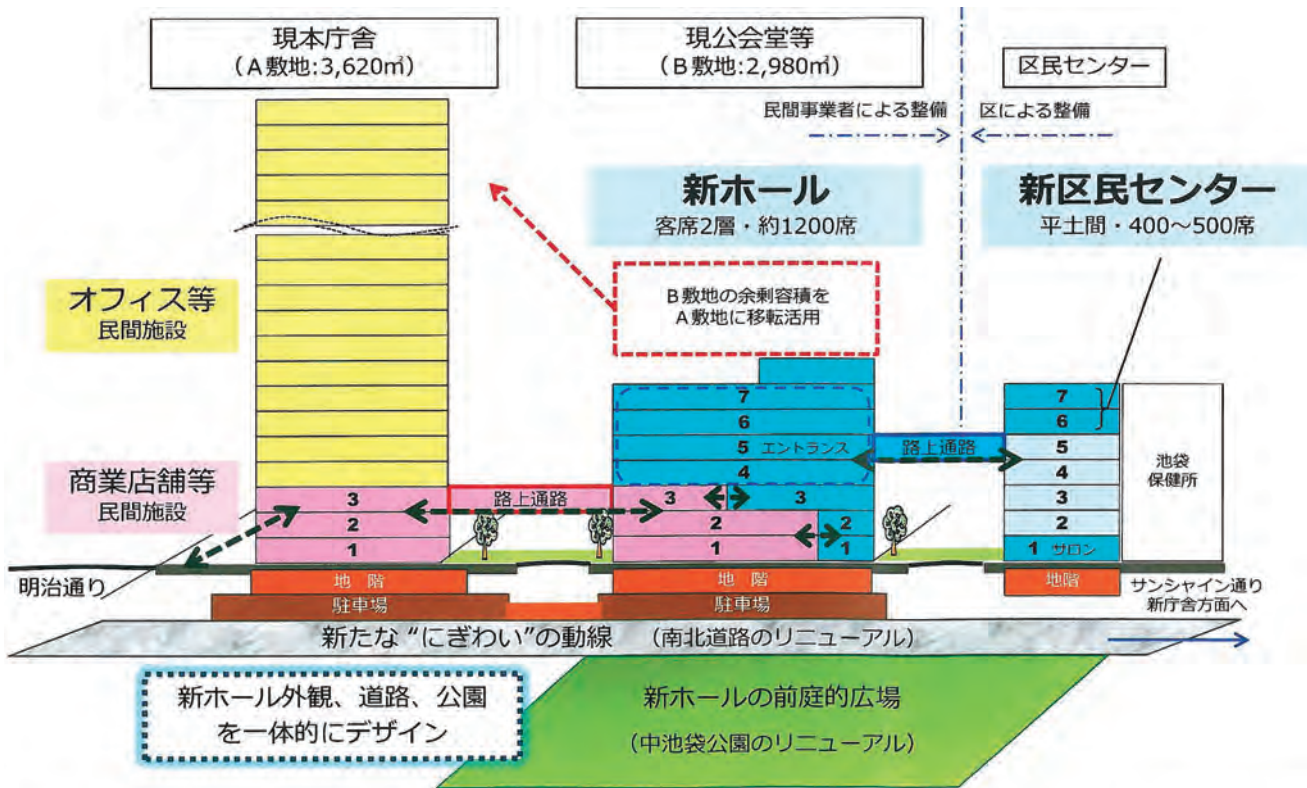 現本庁舎
（A敷地:3,620㎡）
現公会堂等
（B敷地:2,980㎡）
区民センター
民間事業者による整備
区による整備
新ホール
客席2層・約1200席
新区民センター
平土間・400～500席
B敷地の余剰容積を
A敷地に移転活用
オフィス等
民間施設
商業店舗等
民間施設
3
2
1
路上通路
7
6
5 エントランス
4
3
3
2
2
1
1
路上通路
7
6
5
4
3
2
1 サロン
池袋
保健所
明治通り
地階
駐車場
地階
駐車場
地階
サンシャイン通り
新庁舎方面へ
新たな“にぎわい”の動線 （南北道路のリニューアル）
新ホール外観、道路、公園
を一体的にデザイン
新ホールの前庭的広場
（中池袋公園のリニューアル）